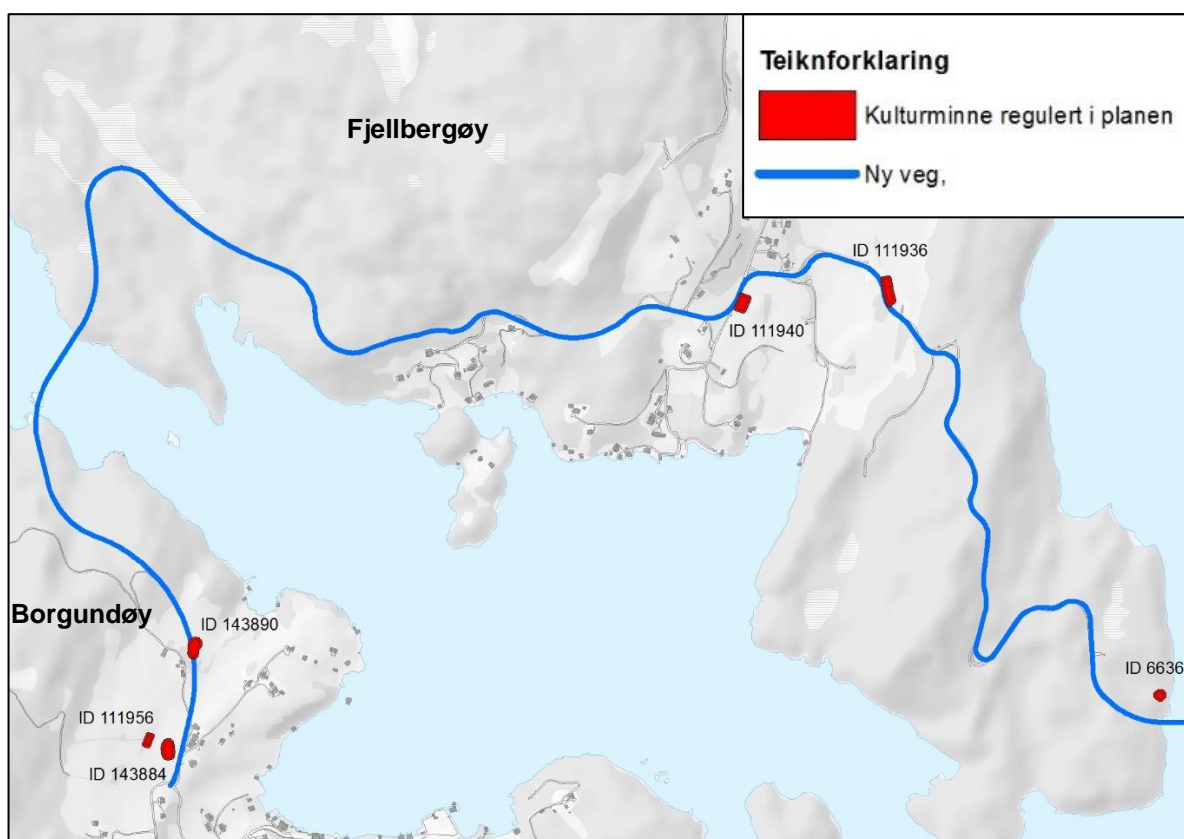 Teiknforklaring
Kulturminne regulert i planen
Ny veg,
Fjellbergøy
ID 111936
ID 111940
Borgundøy
ID 143890
ID 6636
ID 111956
ID 143884